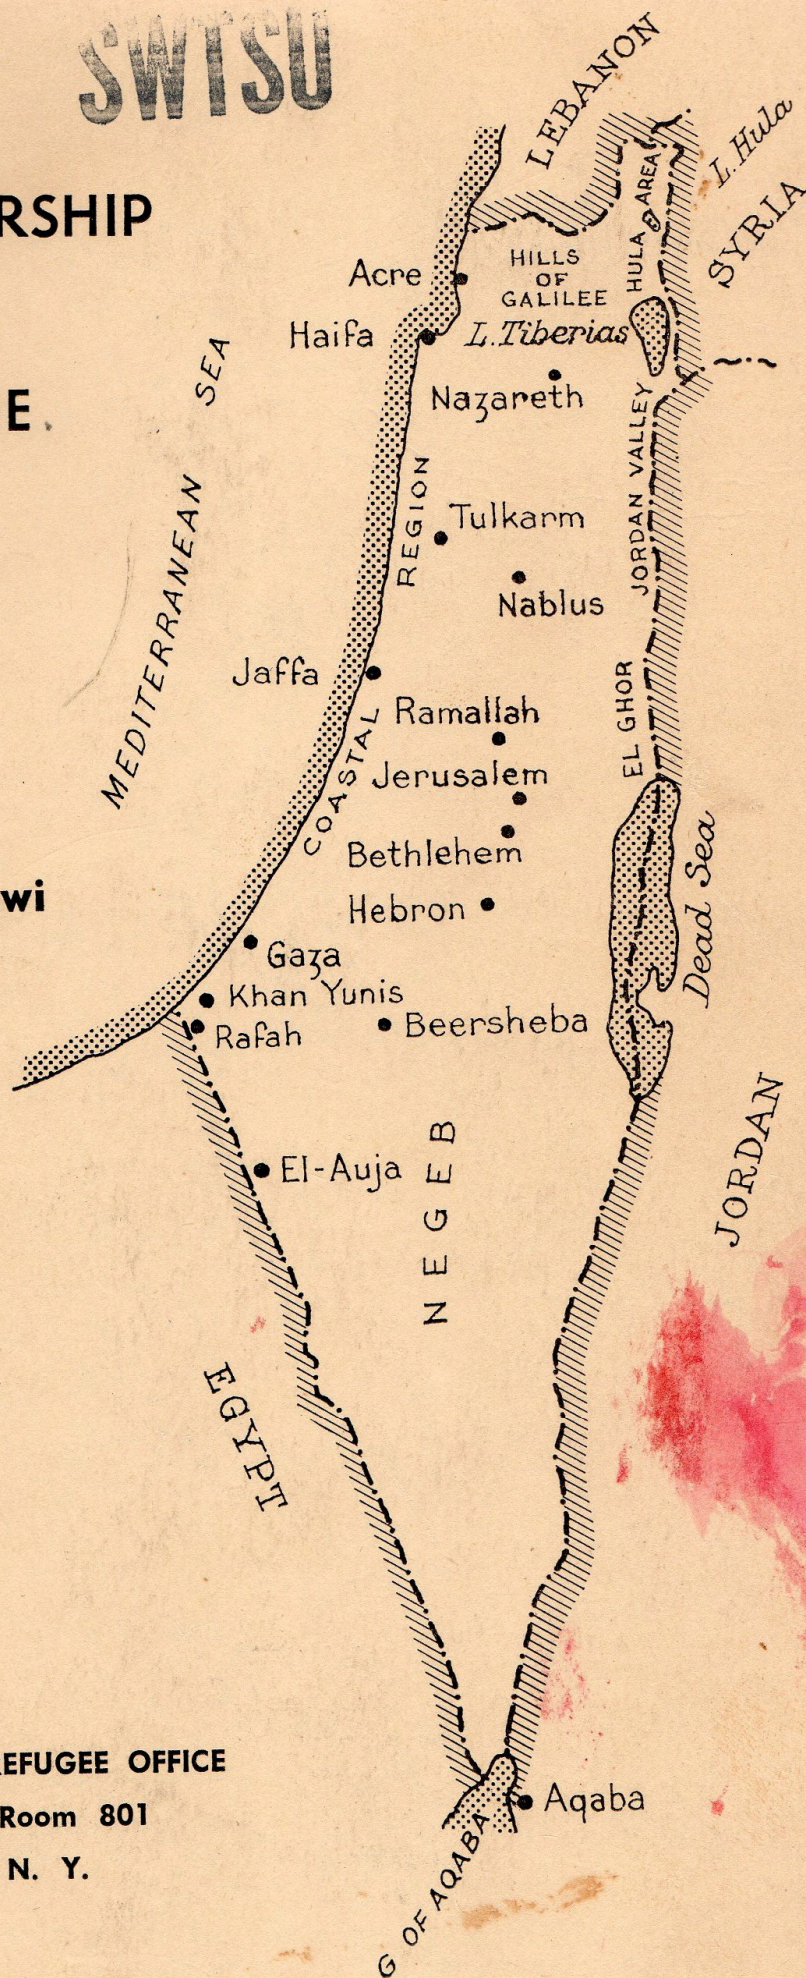 SWTSU
LEBANON
L. Hula
RSHIP
HULA AREA
SYRIA
HILLS
OF
GALILEE
Acre
Haifa
L. Tiberias
SEA
E.
Nazareth
JORDAN VALLEY
REGION
Tulkarm
MEDITERRANEAN
Nablus
Jaffa
EL GHOR
Ramallah
COASTAL
Jerusalem
Bethlehem
Dead Sea
wi
Hebron
Gaza
Khan Yunis
Rafah
Beersheba
JORDAN
El-Auja
NEGEB
EGYPT
EFUGEE OFFICE
Room 801
Aqaba
N. Y.
G OF AQABA